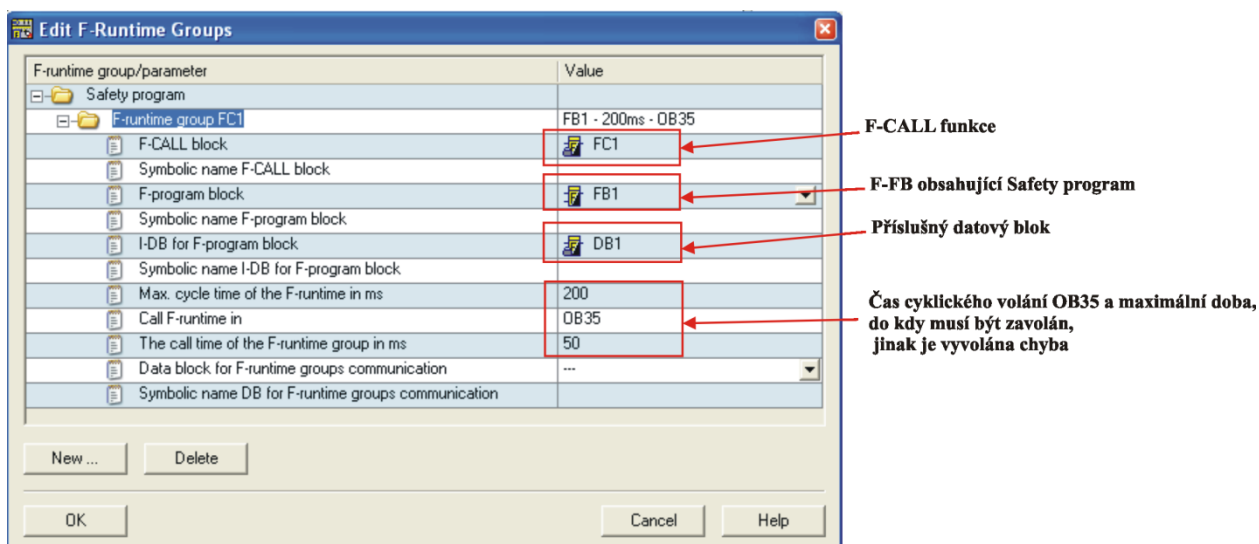 Edit F-Runtime Groups
F-runtime group/parameter Value
Safety program
F-runtime group FC1 FB1 - 200ms - OB35
F-CALL block FC1
Symbolic name F-CALL block
F-program block FB1
Symbolic name F-program block
I-DB for F-program block DB1
Symbolic name I-DB for F-program block
Max. cycle time of the F-runtime in ms 200
Call F-runtime in OB35
The call time of the F-runtime group in ms 50
Data block for F-runtime groups communication ---
Symbolic name DB for F-runtime groups communication
New ... Delete
OK Cancel Help
F-CALL funkce
F-FB obsahující Safety program
Příslušný datový blok
Čas cyklického volání OB35 a maximální doba,
do kdy musí být zavolán,
jinak je vyvolána chyba